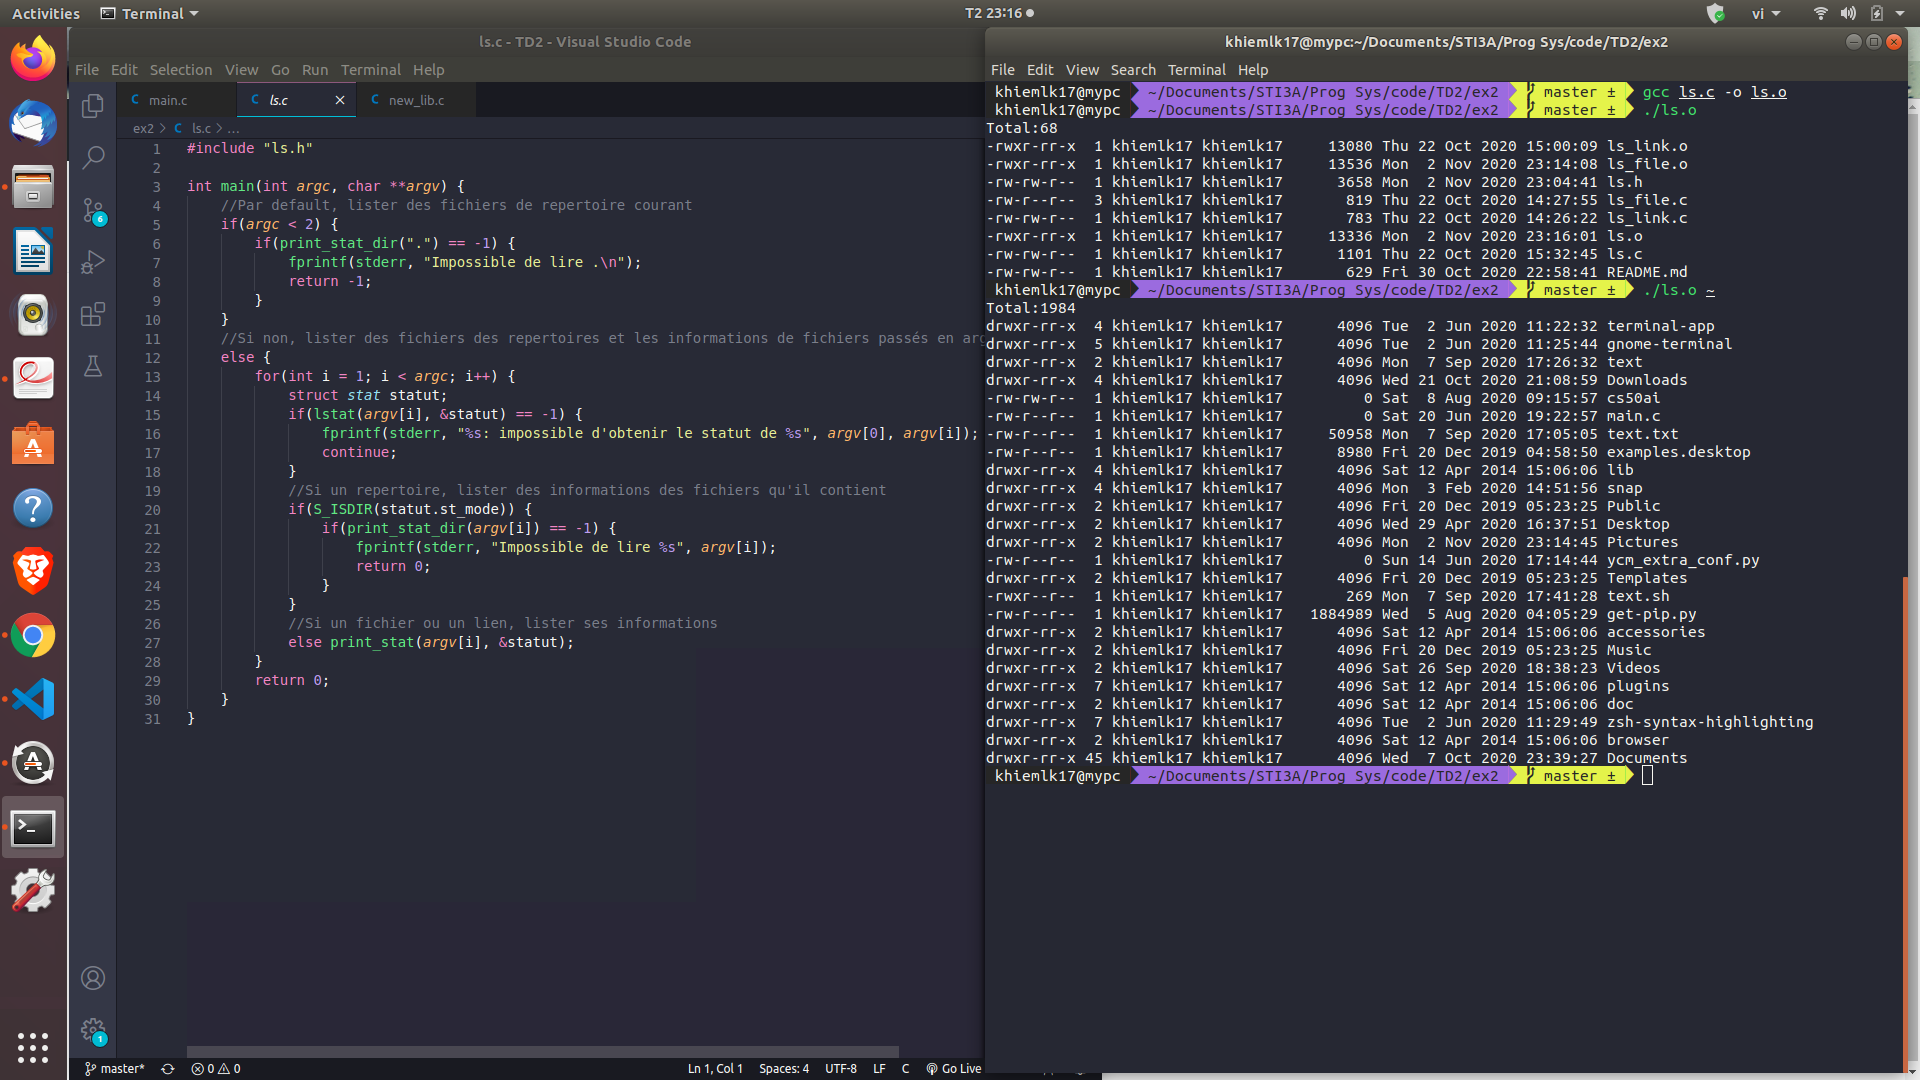 Activities Terminal T2 23:16 vi
ls.c - TD2 - Visual Studio Code
File Edit Selection View Go Run Terminal Help
main.c ls.c new_lib.c
ex2 > C ls.c > ...
1 #include "ls.h"
2
3 int main(int argc, char **argv) {
4 //Par default, lister des fichiers de repertoire courant
5 if(argc < 2) {
6 if(print_stat_dir(".") == -1) {
7 fprintf(stderr, "Impossible de lire .\n");
8 return -1;
9 }
10 }
11 //Si non, lister des fichiers des repertoires et les informations de fichiers passés en arg
12 else {
13 for(int i = 1; i < argc; i++) {
14 struct stat statut;
15 if(lstat(argv[i], &statut) == -1) {
16 fprintf(stderr, "%s: impossible d'obtenir le statut de %s", argv[0], argv[i]);
17 continue;
18 }
19 //Si un repertoire, lister des informations des fichiers qu'il contient
20 if(S_ISDIR(statut.st_mode)) {
21 if(print_stat_dir(argv[i]) == -1) {
22 fprintf(stderr, "Impossible de lire %s", argv[i]);
23 return 0;
24 }
25 }
26 //Si un fichier ou un lien, lister ses informations
27 else print_stat(argv[i], &statut);
28 }
29 return 0;
30 }
31 }
6
1
master* 0 0 Ln 1, Col 1 Spaces: 4 UTF-8 LF C Go Live
khiemlk17@mypc:~/Documents/STI3A/Prog Sys/code/TD2/ex2
File Edit View Search Terminal Help
khiemlk17@mypc ~/Documents/STI3A/Prog Sys/code/TD2/ex2 master ± gcc ls.c -o ls.o
khiemlk17@mypc ~/Documents/STI3A/Prog Sys/code/TD2/ex2 master ± ./ls.o
Total:68
-rwxr-rr-x 1 khiemlk17 khiemlk17 13080 Thu 22 Oct 2020 15:00:09 ls_link.o
-rwxr-rr-x 1 khiemlk17 khiemlk17 13536 Mon 2 Nov 2020 23:14:08 ls_file.o
-rw-rw-r-- 1 khiemlk17 khiemlk17 3658 Mon 2 Nov 2020 23:04:41 ls.h
-rw-r--r-- 3 khiemlk17 khiemlk17 819 Thu 22 Oct 2020 14:27:55 ls_file.c
-rw-rw-r-- 1 khiemlk17 khiemlk17 783 Thu 22 Oct 2020 14:26:22 ls_link.c
-rwxr-rr-x 1 khiemlk17 khiemlk17 13336 Mon 2 Nov 2020 23:16:01 ls.o
-rw-rw-r-- 1 khiemlk17 khiemlk17 1101 Thu 22 Oct 2020 15:32:45 ls.c
-rw-rw-r-- 1 khiemlk17 khiemlk17 629 Fri 30 Oct 2020 22:58:41 README.md
khiemlk17@mypc ~/Documents/STI3A/Prog Sys/code/TD2/ex2 master ± ./ls.o ~
Total:1984
drwxr-rr-x 4 khiemlk17 khiemlk17 4096 Tue 2 Jun 2020 11:22:32 terminal-app
drwxr-rr-x 5 khiemlk17 khiemlk17 4096 Tue 2 Jun 2020 11:25:44 gnome-terminal
drwxr-rr-x 2 khiemlk17 khiemlk17 4096 Mon 7 Sep 2020 17:26:32 text
drwxr-rr-x 4 khiemlk17 khiemlk17 4096 Wed 21 Oct 2020 21:08:59 Downloads
-rw-rw-r-- 1 khiemlk17 khiemlk17 0 Sat 8 Aug 2020 09:15:57 cs50ai
-rw-rw-r-- 1 khiemlk17 khiemlk17 0 Sat 20 Jun 2020 19:22:57 main.c
-rw-r--r-- 1 khiemlk17 khiemlk17 50958 Mon 7 Sep 2020 17:05:05 text.txt
-rw-r--r-- 1 khiemlk17 khiemlk17 8980 Fri 20 Dec 2019 04:58:50 examples.desktop
drwxr-rr-x 4 khiemlk17 khiemlk17 4096 Sat 12 Apr 2014 15:06:06 lib
drwxr-rr-x 4 khiemlk17 khiemlk17 4096 Mon 3 Feb 2020 14:51:56 snap
drwxr-rr-x 2 khiemlk17 khiemlk17 4096 Fri 20 Dec 2019 05:23:25 Public
drwxr-rr-x 2 khiemlk17 khiemlk17 4096 Wed 29 Apr 2020 16:37:51 Desktop
drwxr-rr-x 2 khiemlk17 khiemlk17 4096 Mon 2 Nov 2020 23:14:45 Pictures
-rw-r--r-- 1 khiemlk17 khiemlk17 0 Sun 14 Jun 2020 17:14:44 ycm_extra_conf.py
drwxr-rr-x 2 khiemlk17 khiemlk17 4096 Fri 20 Dec 2019 05:23:25 Templates
-rwxr--r-- 1 khiemlk17 khiemlk17 269 Mon 7 Sep 2020 17:41:28 text.sh
-rw-r--r-- 1 khiemlk17 khiemlk17 1884989 Wed 5 Aug 2020 04:05:29 get-pip.py
drwxr-rr-x 2 khiemlk17 khiemlk17 4096 Sat 12 Apr 2014 15:06:06 accessories
drwxr-rr-x 2 khiemlk17 khiemlk17 4096 Fri 20 Dec 2019 05:23:25 Music
drwxr-rr-x 2 khiemlk17 khiemlk17 4096 Sat 26 Sep 2020 18:38:23 Videos
drwxr-rr-x 7 khiemlk17 khiemlk17 4096 Sat 12 Apr 2014 15:06:06 plugins
drwxr-rr-x 2 khiemlk17 khiemlk17 4096 Sat 12 Apr 2014 15:06:06 doc
drwxr-rr-x 7 khiemlk17 khiemlk17 4096 Tue 2 Jun 2020 11:29:49 zsh-syntax-highlighting
drwxr-rr-x 2 khiemlk17 khiemlk17 4096 Sat 12 Apr 2014 15:06:06 browser
drwxr-rr-x 45 khiemlk17 khiemlk17 4096 Wed 7 Oct 2020 23:39:27 Documents
khiemlk17@mypc ~/Documents/STI3A/Prog Sys/code/TD2/ex2 master ±